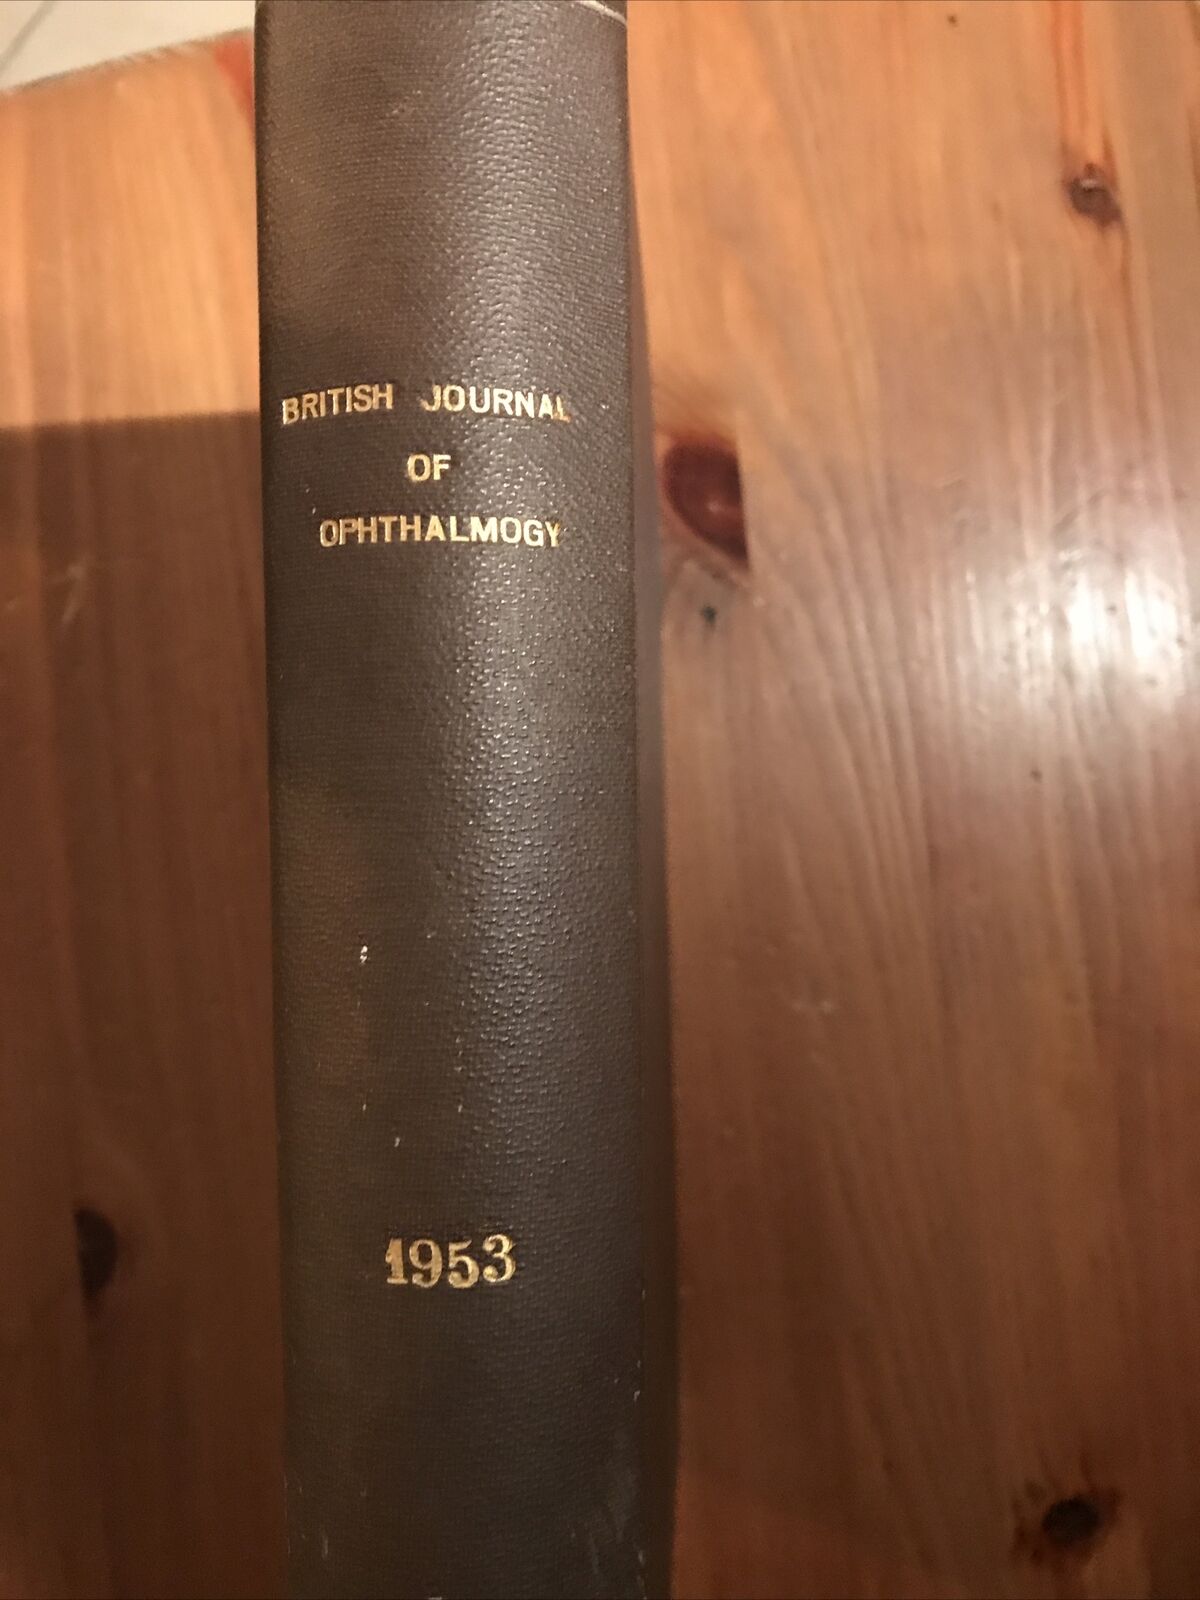 BRITISH JOURNAL
OF
OPHTHALMOGY
1953